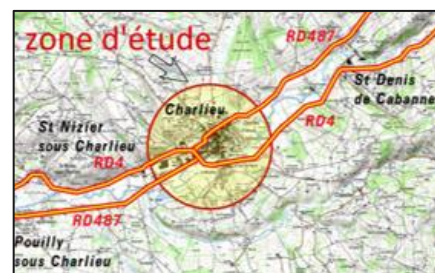 zone d'étude
RD487
Charlieu
St Denis
de Cabanne
St Nizier
sous Charlieu
RD4
RD4
RD487
Pouilly
sous Charlieu